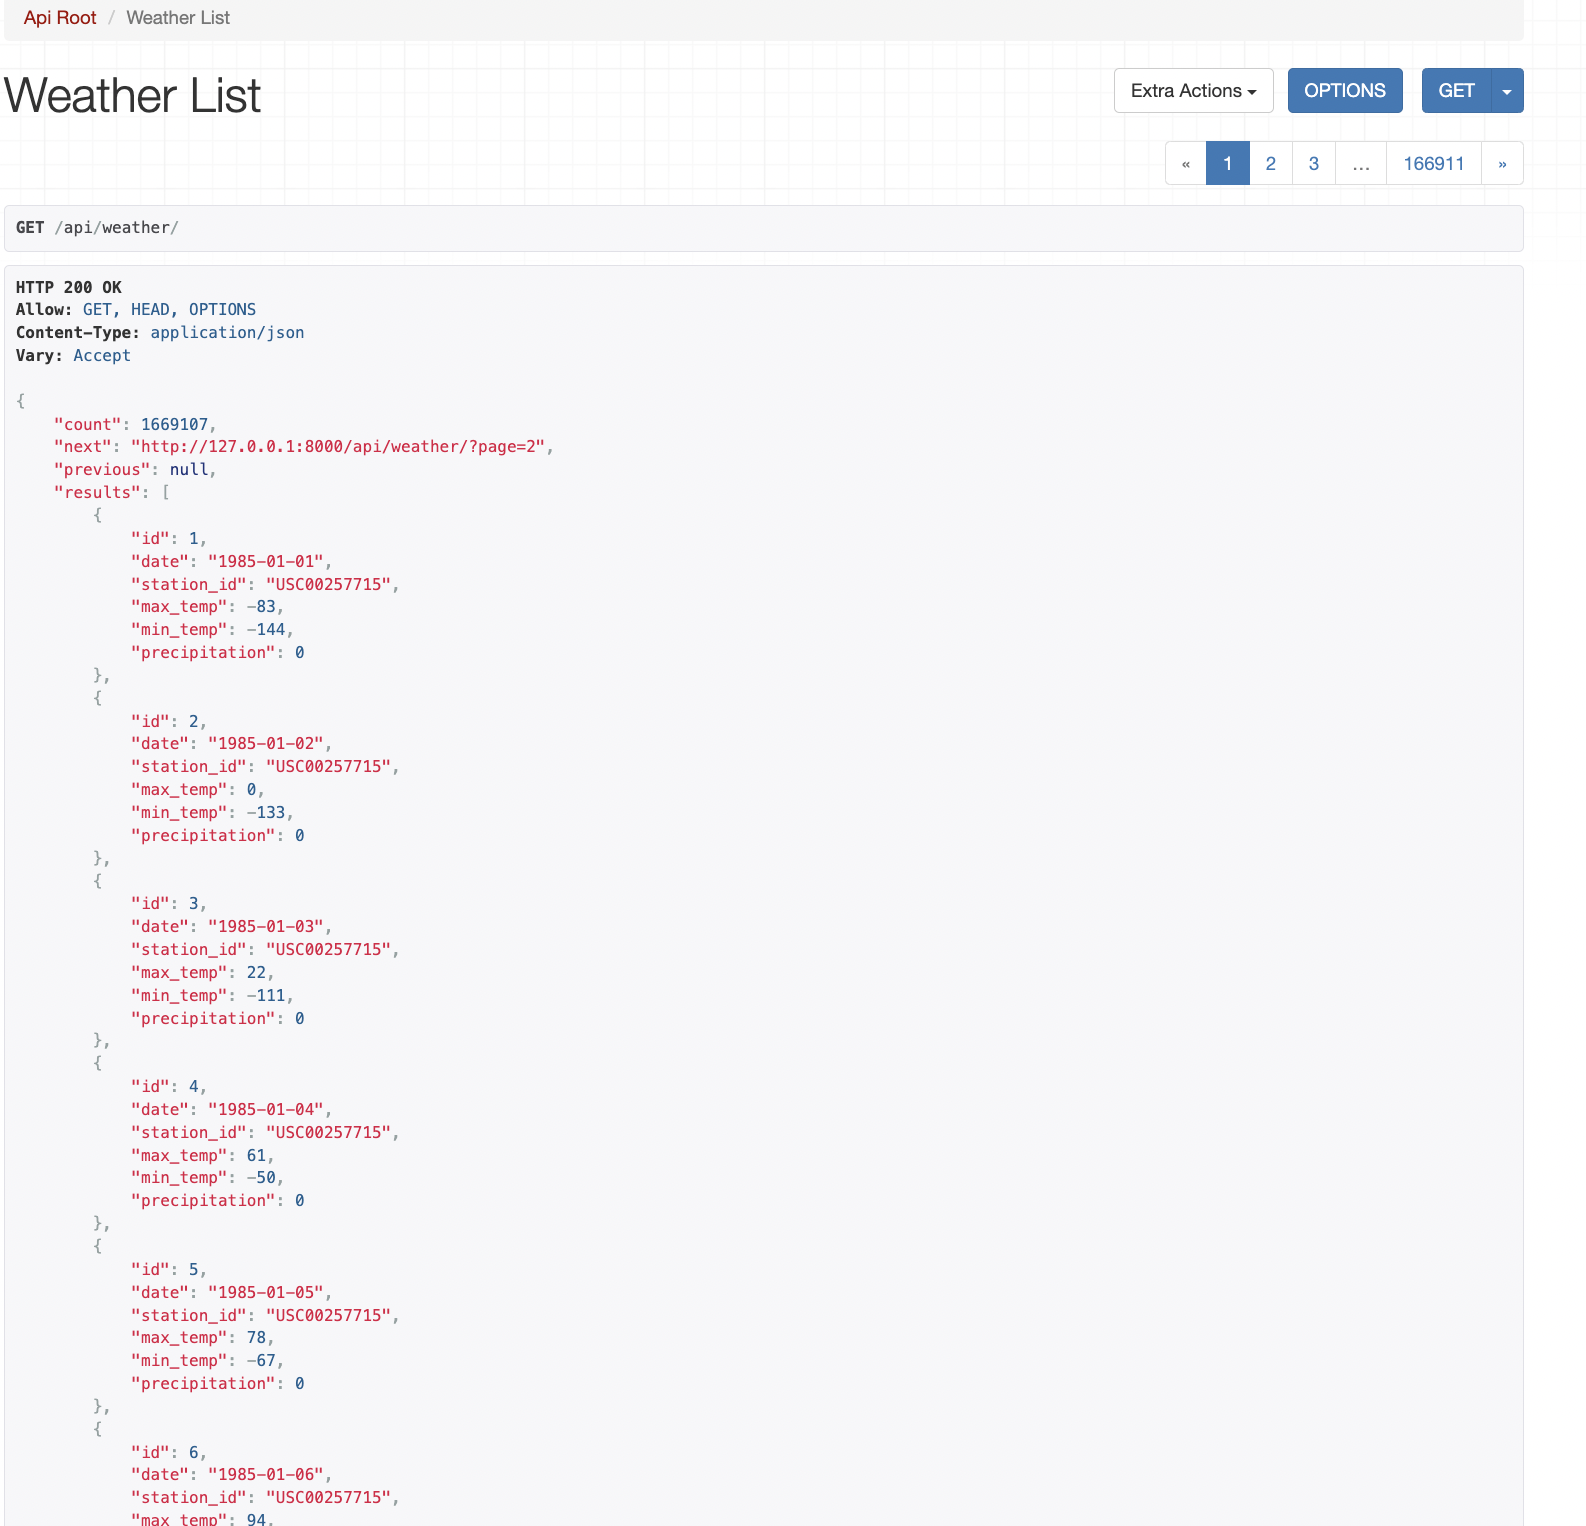 Api Root / Weather List
Weather List
Extra Actions
OPTIONS
GET
« 1 2 3 … 166911 »
GET /api/weather/
HTTP 200 OK
Allow: GET, HEAD, OPTIONS
Content-Type: application/json
Vary: Accept
{
    "count": 1669107,
    "next": "http://127.0.0.1:8000/api/weather/?page=2",
    "previous": null,
    "results": [
        {
            "id": 1,
            "date": "1985-01-01",
            "station_id": "USC00257715",
            "max_temp": -83,
            "min_temp": -144,
            "precipitation": 0
        },
        {
            "id": 2,
            "date": "1985-01-02",
            "station_id": "USC00257715",
            "max_temp": 0,
            "min_temp": -133,
            "precipitation": 0
        },
        {
            "id": 3,
            "date": "1985-01-03",
            "station_id": "USC00257715",
            "max_temp": 22,
            "min_temp": -111,
            "precipitation": 0
        },
        {
            "id": 4,
            "date": "1985-01-04",
            "station_id": "USC00257715",
            "max_temp": 61,
            "min_temp": -50,
            "precipitation": 0
        },
        {
            "id": 5,
            "date": "1985-01-05",
            "station_id": "USC00257715",
            "max_temp": 78,
            "min_temp": -67,
            "precipitation": 0
        },
        {
            "id": 6,
            "date": "1985-01-06",
            "station_id": "USC00257715",
            "max_temp": 94,